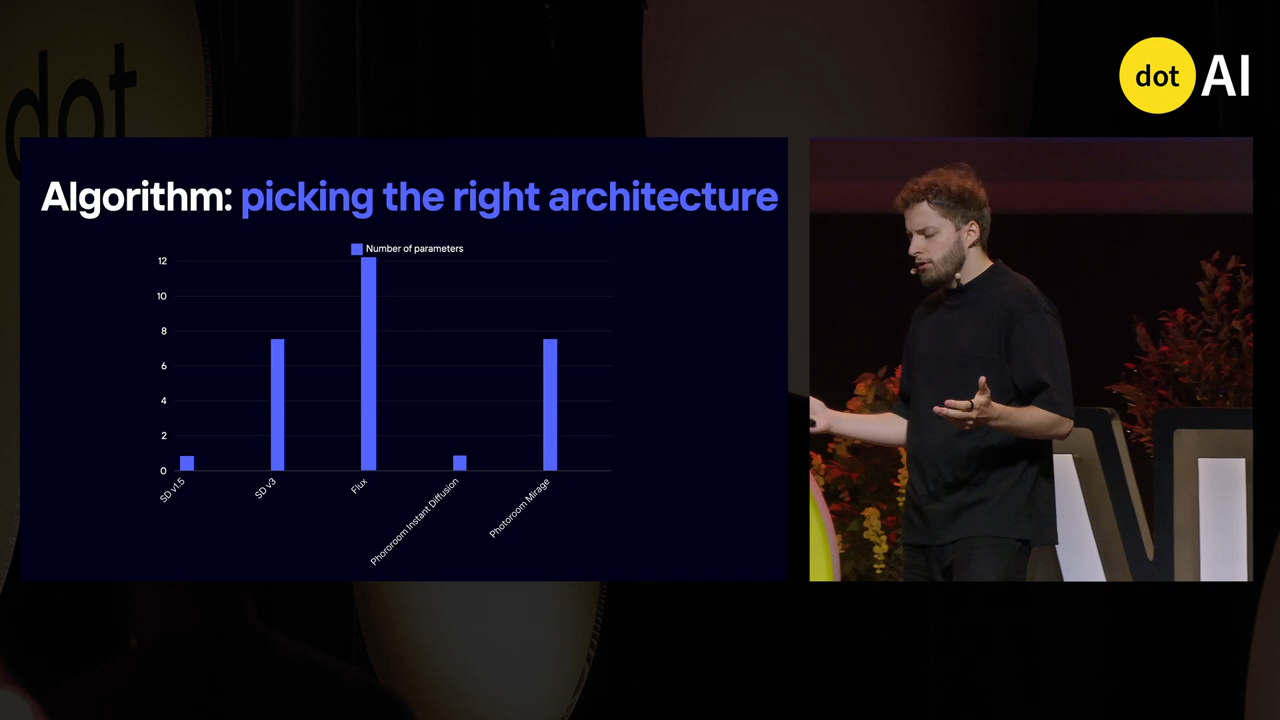 dot
dot AI
Algorithm: picking the right architecture
Number of parameters
12
10
8
6
4
2
0
SD v1.5
SD v3
Flux
Phororoom Instant Diffusion
Photoroom Mirage